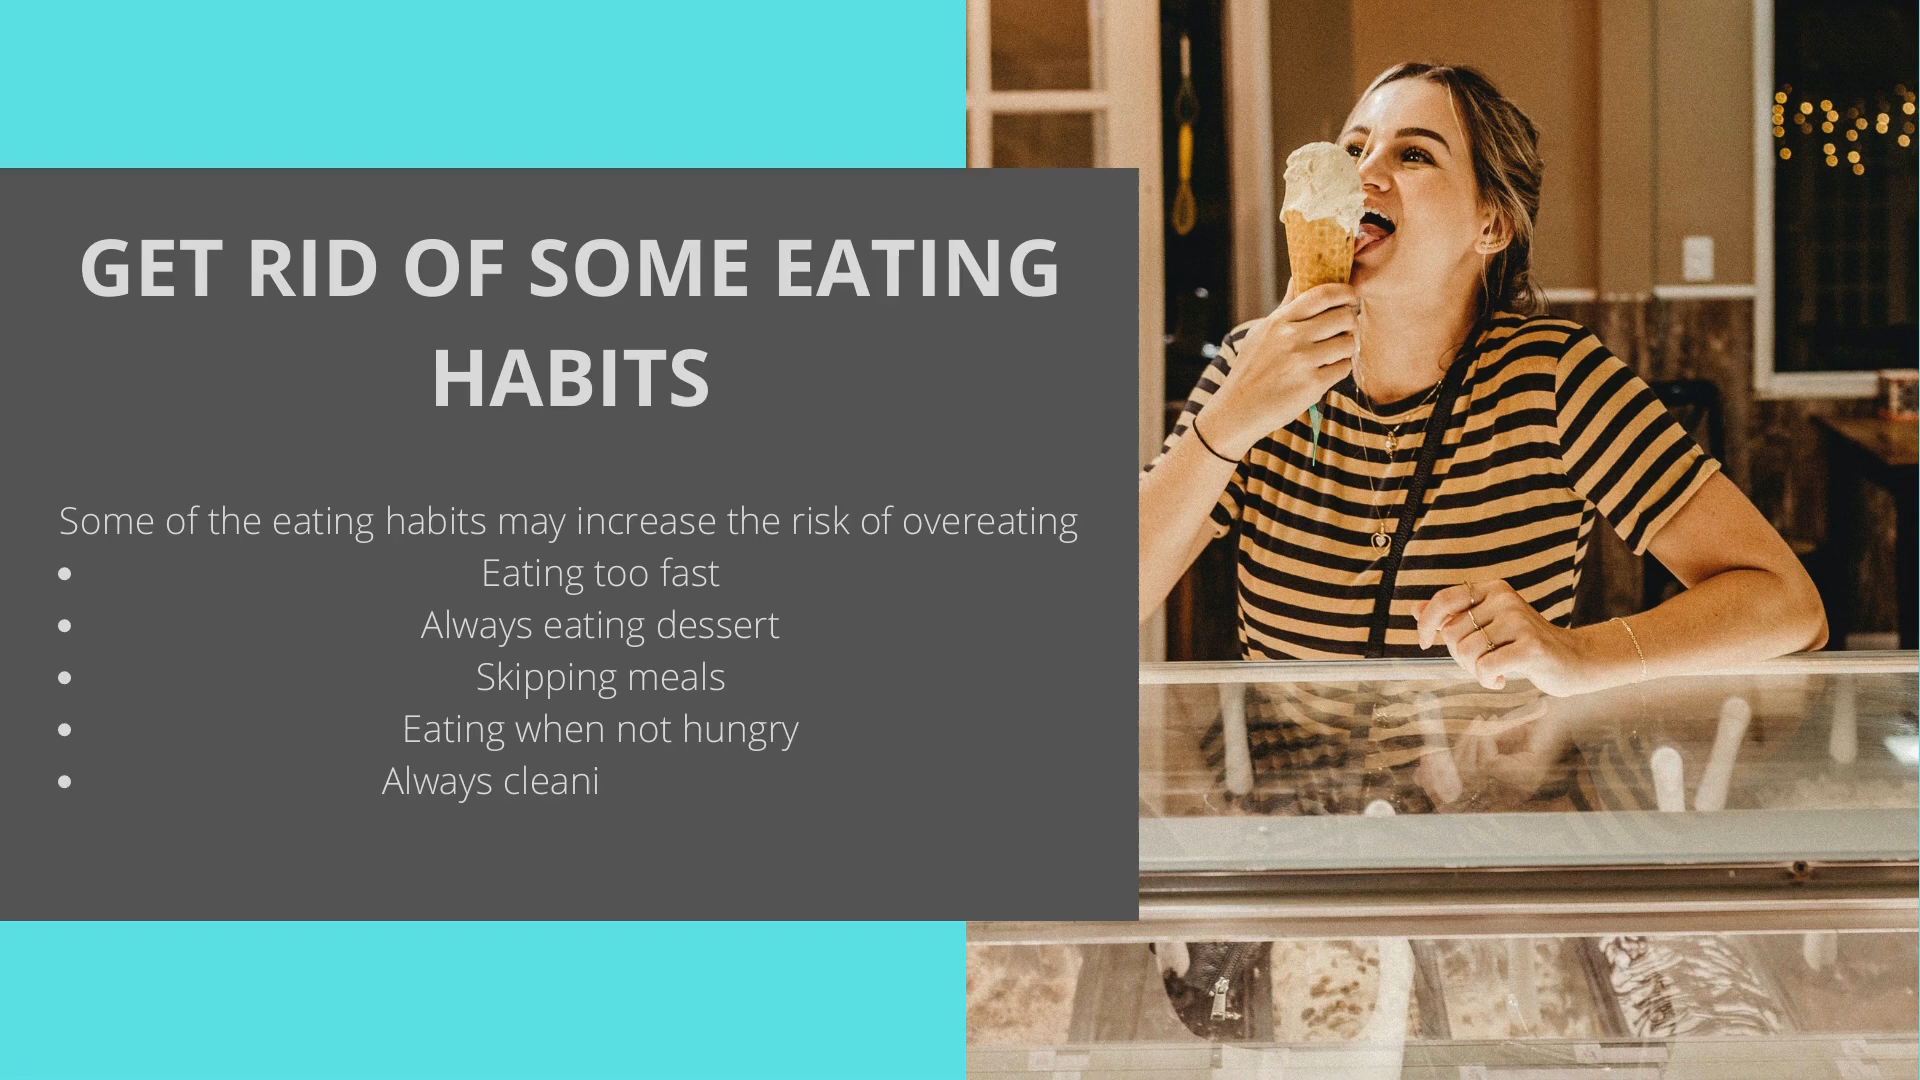 GET RID OF SOME EATING
HABITS
Some of the eating habits may increase the risk of overeating
• Eating too fast
• Always eating dessert
• Skipping meals
• Eating when not hungry
• Always cleani